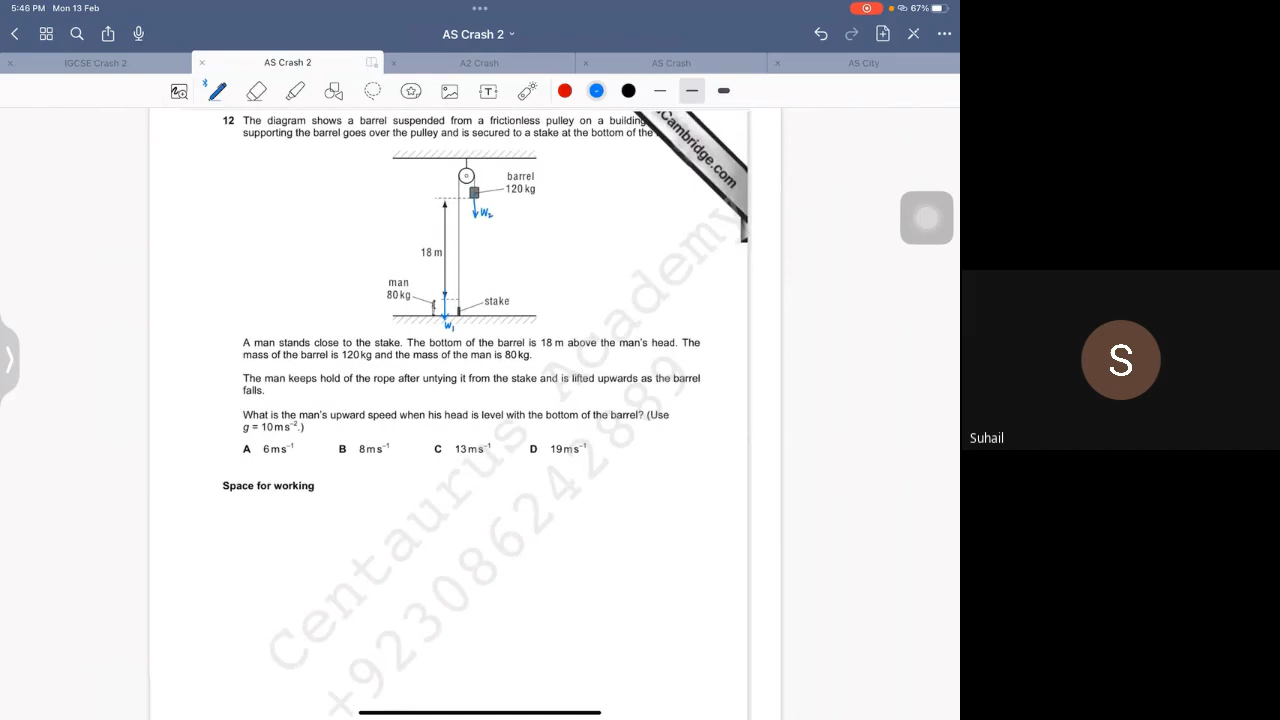 5:46 PM Mon 13 Feb
67%
AS Crash 2
IGCSE Crash 2
AS Crash 2
A2 Crash
AS Crash
AS City
12 The diagram shows a barrel suspended from a frictionless pulley on a building
supporting the barrel goes over the pulley and is secured to a stake at the bottom of the
Cambridge.com
barrel
120 kg
W₂
18 m
man
80 kg
stake
W₁
A man stands close to the stake. The bottom of the barrel is 18 m above the man's head. The
mass of the barrel is 120 kg and the mass of the man is 80 kg.
The man keeps hold of the rope after untying it from the stake and is lifted upwards as the barrel
falls.
What is the man's upward speed when his head is level with the bottom of the barrel? (Use
g = 10 m s⁻².)
A 6 m s⁻¹ B 8 m s⁻¹ C 13 m s⁻¹ D 19 m s⁻¹
Space for working
Centaurus Academy
+923086242889
S
Suhail